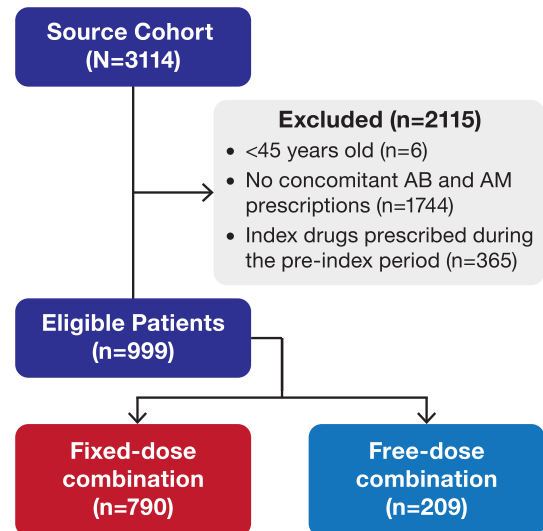 Source Cohort
(N=3114)
Excluded (n=2115)
• <45 years old (n=6)
• No concomitant AB and AM
prescriptions (n=1744)
• Index drugs prescribed during
the pre-index period (n=365)
Eligible Patients
(n=999)
Fixed-dose
combination
(n=790)
Free-dose
combination
(n=209)